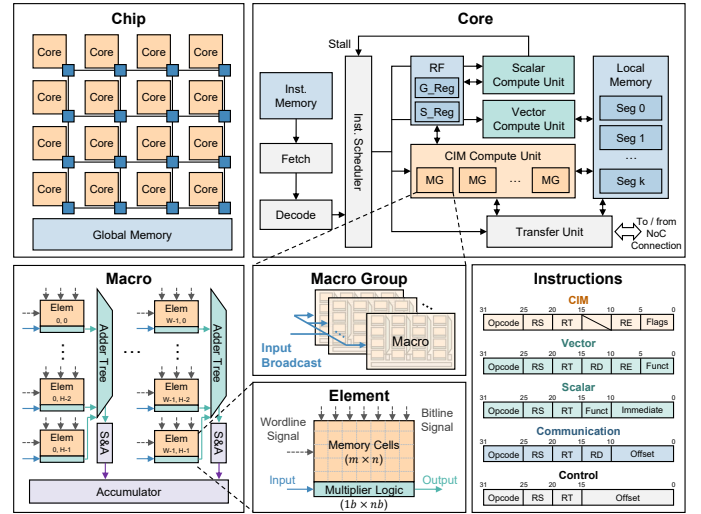 Chip
Core Core Core Core
Core Core Core Core
Core Core Core Core
Core Core Core Core
Global Memory
Core
Stall
Inst. Memory
Fetch
Decode
Inst. Scheduler
RF
G_Reg
S_Reg
Scalar Compute Unit
Vector Compute Unit
CIM Compute Unit
MG MG ... MG
Local Memory
Seg 0
Seg 1
...
Seg k
Transfer Unit
To / from NoC Connection
Macro
Elem 0, 0
Elem 0, H-2
Elem 0, H-1
Adder Tree
S&A
...
Elem W-1, 0
Elem W-1, H-2
Elem W-1, H-1
Adder Tree
S&A
Accumulator
Macro Group
Input Broadcast
Macro
Element
Wordline Signal
Bitline Signal
Memory Cells
(m × n)
Input
Multiplier Logic
Output
(1b × nb)
Instructions
CIM
31 25 20 15 10 5 0
Opcode RS RT RE Flags
Vector
31 25 20 15 10 5 0
Opcode RS RT RD RE Funct
Scalar
31 25 20 15 10 0
Opcode RS RT Funct Immediate
Communication
31 25 20 15 10 0
Opcode RS RT RD Offset
Control
31 25 20 15 0
Opcode RS RT Offset